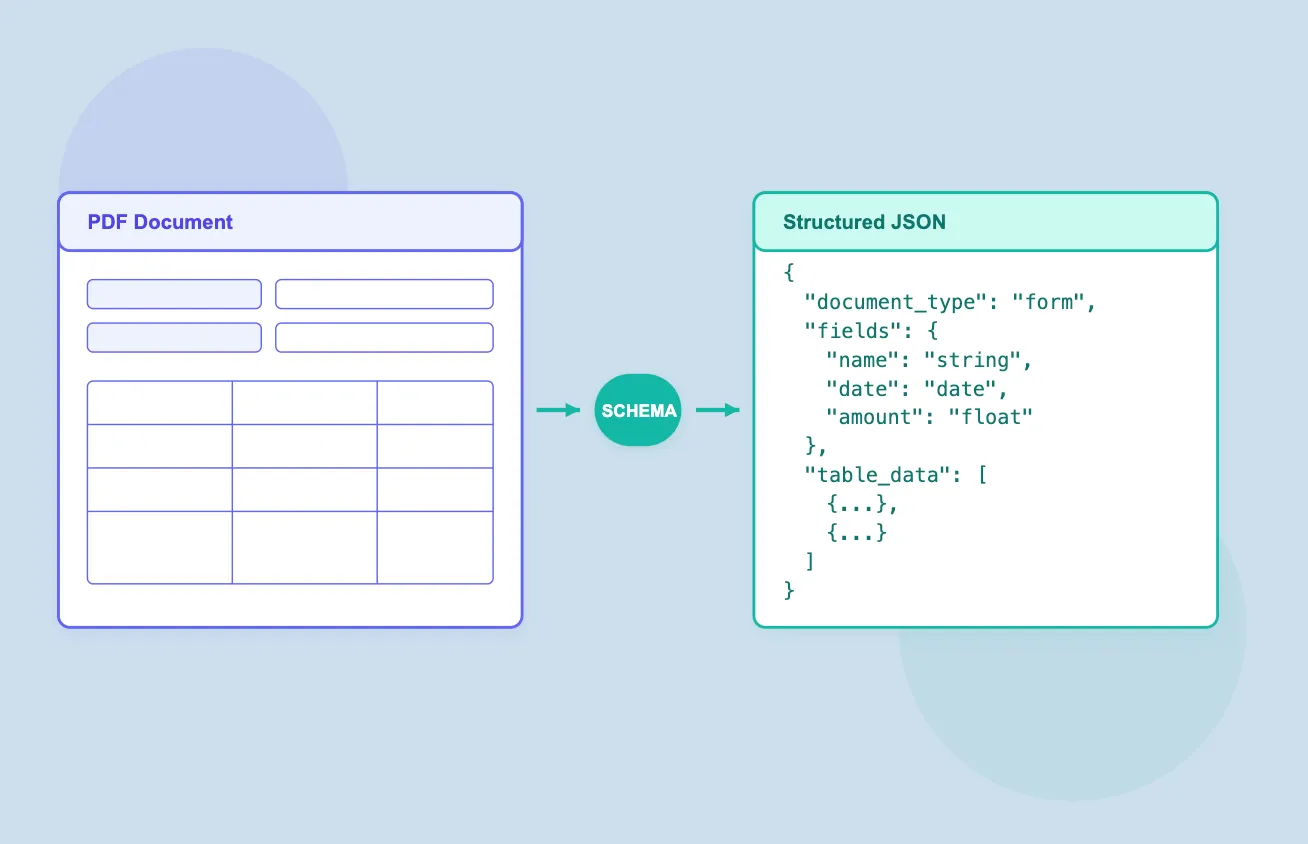 PDF Document
SCHEMA
Structured JSON
{
  "document_type": "form",
  "fields": {
    "name": "string",
    "date": "date",
    "amount": "float"
  },
  "table_data": [
    {...},
    {...}
  ]
}